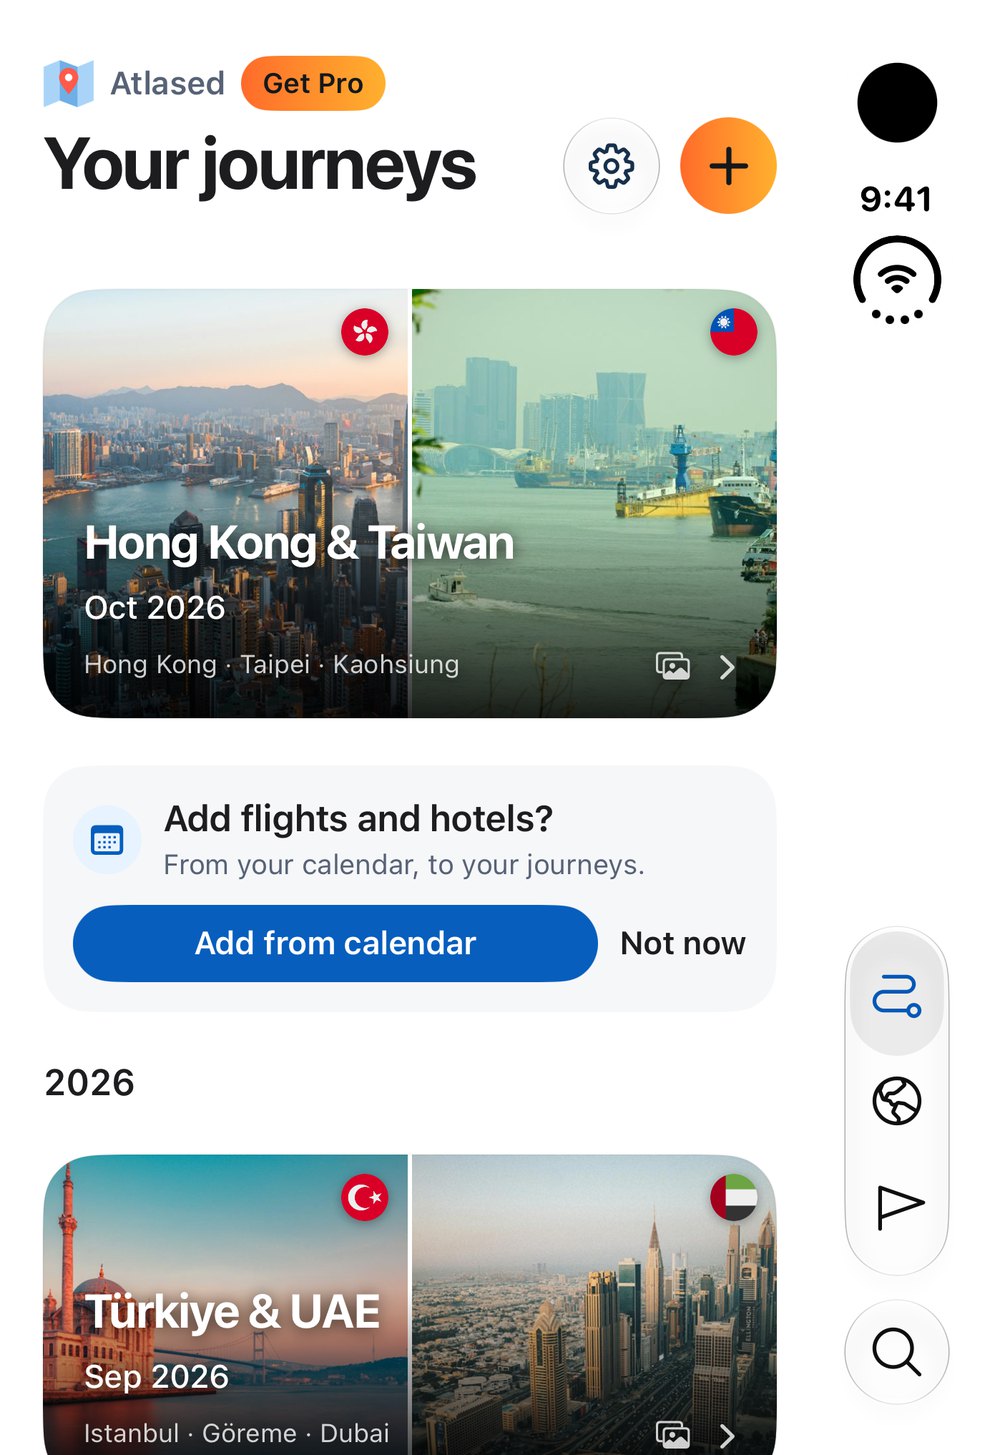 Atlased
Get Pro
Your journeys
9:41
Hong Kong & Taiwan
Oct 2026
Hong Kong · Taipei · Kaohsiung
Add flights and hotels?
From your calendar, to your journeys.
Add from calendar
Not now
2026
Türkiye & UAE
Sep 2026
Istanbul · Göreme · Dubai
ELLINGTON